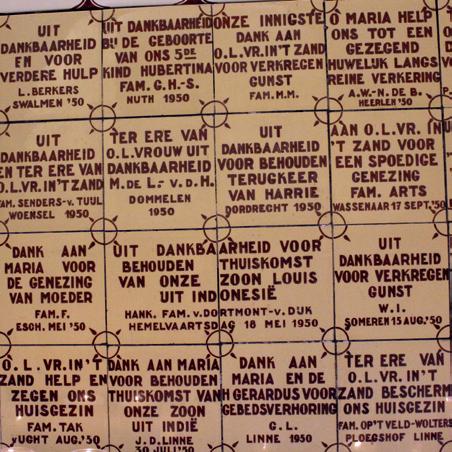 UIT
DANKBAARHEID
EN VOOR
VERDERE HULP
L. BERKERS
SWALMEN '50
UIT DANKBAARHEID
BIJ DE GEBOORTE
VAN ONS 5DE
KIND HUBERTINA
FAM. G.H.-S.
NUTH 1950
ONZE INNIGSTE
DANK AAN
O.L.VR. IN'T ZAND
VOOR VERKREGEN
GUNST
FAM. M.M.
O MARIA HELP
ONS TOT EEN
GEZEGEND
HUWELIJK LANGS
REINE VERKERING
A.W.-N. DE B.
HEERLEN '50
UIT
DANKBAARHEID
EN TER ERE VAN
O.L.VR. IN'T ZAND
FAM. SENDERS-v. TUIJL
WOENSEL 1950
TER ERE VAN
O.L.VROUW UIT
DANKBAARHEID
M. DE L.- v. D. H.
DOMMELEN
1950
UIT
DANKBAARHEID
VOOR BEHOUDEN
TERUGKEER
VAN HARRIE
DORDRECHT 1950
AAN O.L.VR. IN
'T ZAND VOOR
EEN SPOEDIGE
GENEZING
FAM. ARTS
WASSENAAR 17 SEPT. '50
DANK AAN
MARIA VOOR
DE GENEZING
VAN MOEDER
FAM. F.
ESCH. MEI '50
UIT DANKBAARHEID VOOR
BEHOUDEN THUISKOMST
VAN ONZE ZOON LOUIS
UIT INDONESIË
HANK. FAM. v. DORTMONT-v. DIJK
HEMELVAARTSDAG 18 MEI 1950
UIT
DANKBAARHEID
VOOR VERKREGEN
GUNST
W.I.
SOMEREN 15 AUG. '50
O.L.VR. IN'T
ZAND HELP EN
ZEGEN ONS
HUISGEZIN
FAM. TAK
VUGHT AUG. '50
DANK AAN MARIA
VOOR BEHOUDEN
THUISKOMST VAN
ONZE ZOON
UIT INDIË
J.D. LINNE
30 JULI '50
DANK AAN
MARIA EN DE
H GERARDUS VOOR
GEBEDSVERHORING
G.L.
LINNE 1950
TER ERE VAN
O.L.VR. IN 'T
ZAND BESCHERM
ONS HUISGEZIN
FAM. OP'T VELD-WOLTERS
PLOEGSHOF LINNE